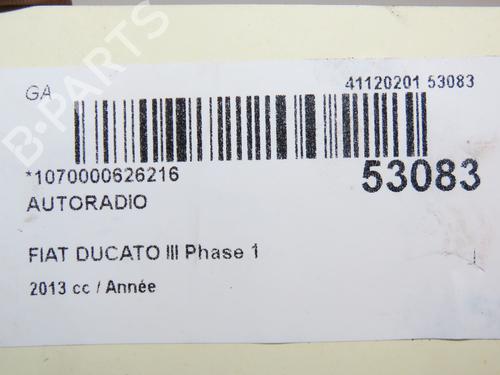 GA
41120201 53083
*1070000626216
53083
AUTORADIO
FIAT DUCATO III Phase 1
2013 cc / Année
B-PARTS